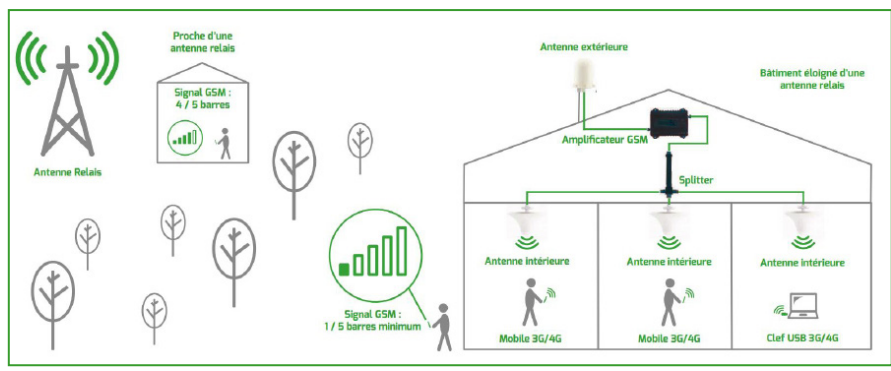 Proche d'une
antenne relais
Signal GSM :
4 / 5 barres
Antenne Relais
Antenne extérieure
Bâtiment éloigné d'une
antenne relais
Amplificateur GSM
Splitter
Antenne intérieure
Antenne intérieure
Antenne intérieure
Signal GSM :
1 / 5 barres minimum
Mobile 3G/4G
Mobile 3G/4G
Clef USB 3G/4G